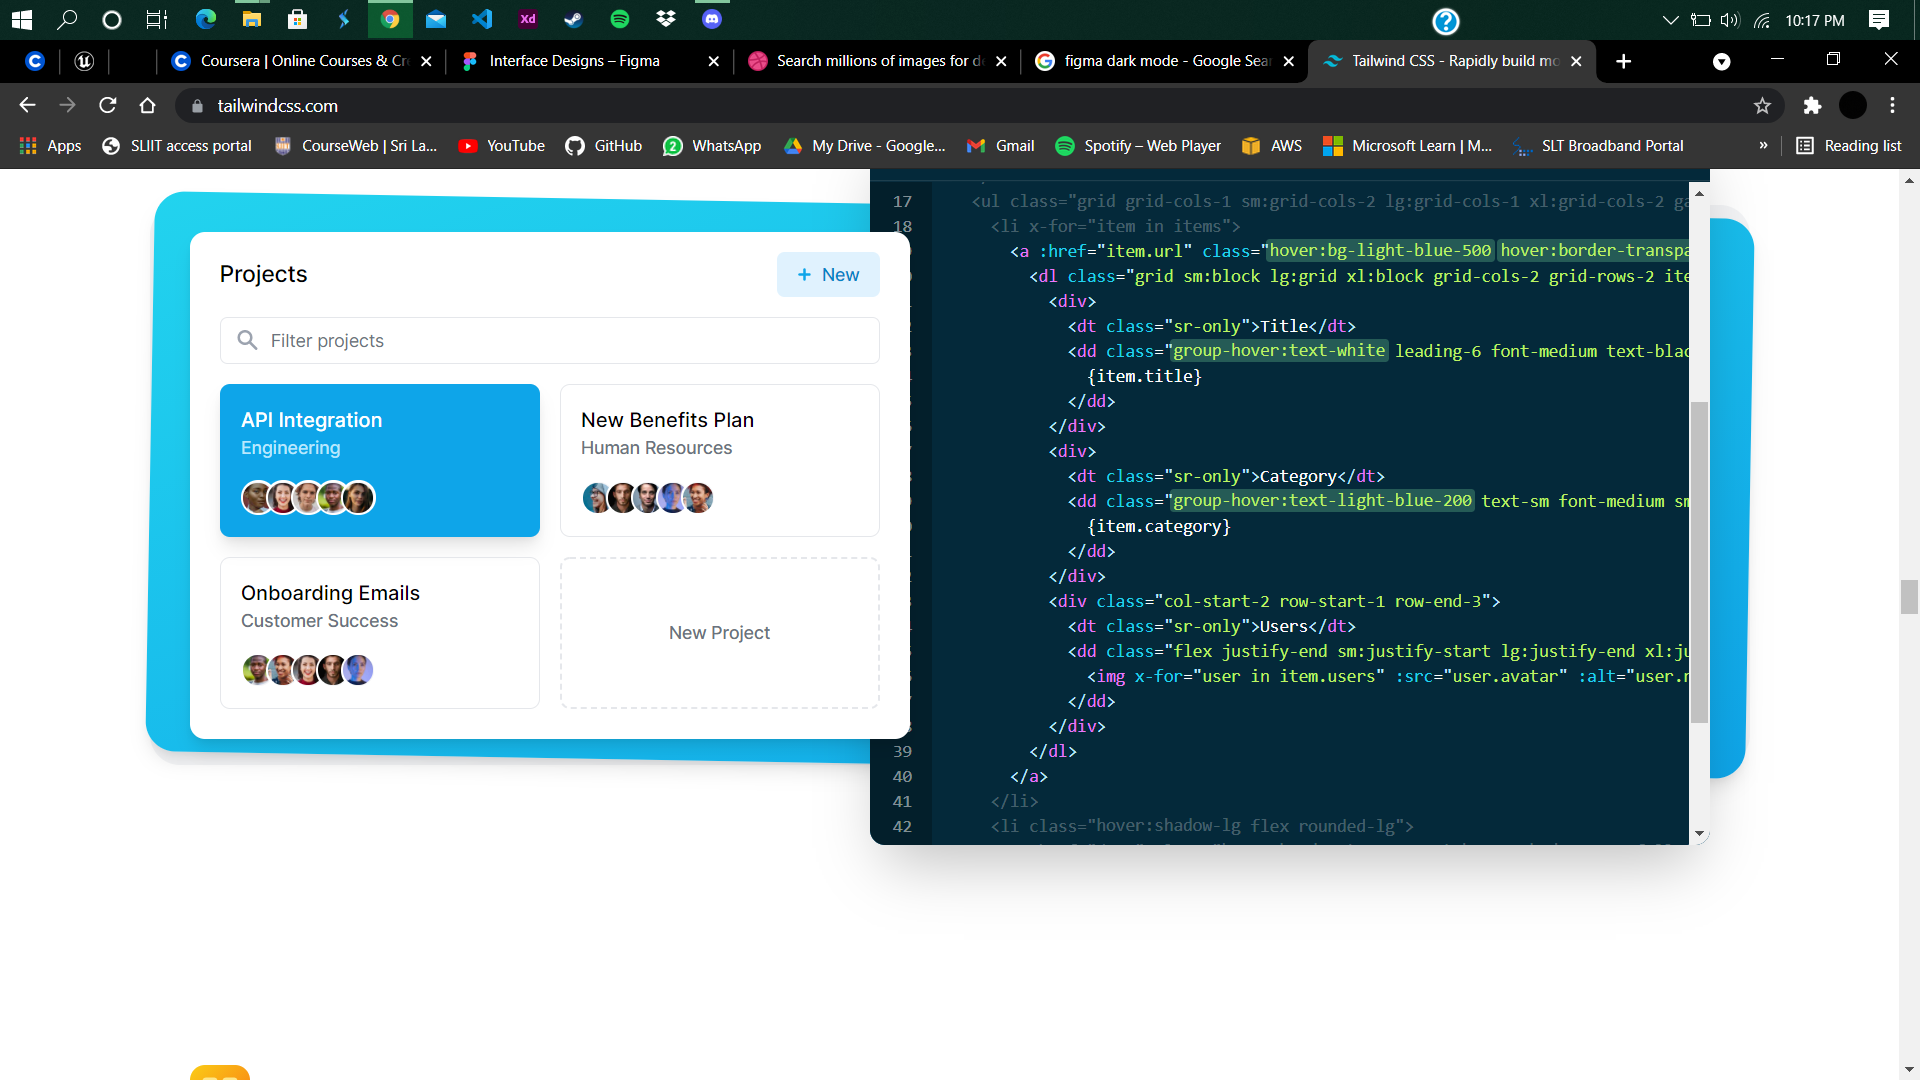 Xd
10:17 PM
Coursera | Online Courses & Cr
Interface Designs – Figma
Search millions of images for d
figma dark mode - Google Sea
Tailwind CSS - Rapidly build mo
tailwindcss.com
Apps
SLIIT access portal
CourseWeb | Sri La...
YouTube
GitHub
2
WhatsApp
My Drive - Google...
Gmail
Spotify – Web Player
AWS
Microsoft Learn | M...
SLT Broadband Portal
»
Reading list
Projects
+ New
Filter projects
API Integration
Engineering
New Benefits Plan
Human Resources
Onboarding Emails
Customer Success
New Project
17 <ul class="grid grid-cols-1 sm:grid-cols-2 lg:grid-cols-1 xl:grid-cols-2 ga
18 <li x-for="item in items">
<a :href="item.url" class="hover:bg-light-blue-500 hover:border-transpa
<dl class="grid sm:block lg:grid xl:block grid-cols-2 grid-rows-2 ite
<div>
<dt class="sr-only">Title</dt>
<dd class="group-hover:text-white leading-6 font-medium text-blac
{item.title}
</dd>
</div>
<div>
<dt class="sr-only">Category</dt>
<dd class="group-hover:text-light-blue-200 text-sm font-medium sm
{item.category}
</dd>
</div>
<div class="col-start-2 row-start-1 row-end-3">
<dt class="sr-only">Users</dt>
<dd class="flex justify-end sm:justify-start lg:justify-end xl:ju
<img x-for="user in item.users" :src="user.avatar" :alt="user.n
</dd>
</div>
39 </dl>
40 </a>
41 </li>
42 <li class="hover:shadow-lg flex rounded-lg">